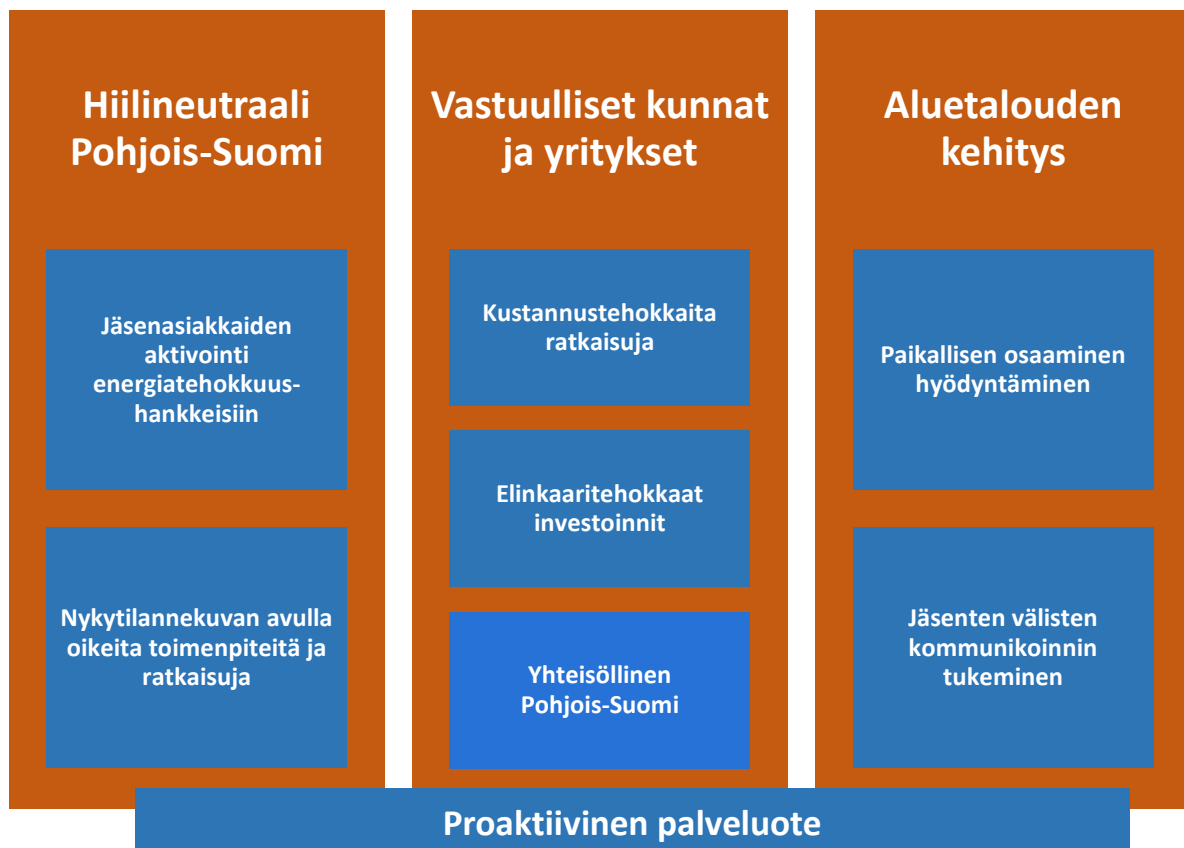 Hiilineutraali
Pohjois-Suomi
Jäsenasiakkaiden
aktivointi
energiatehokkuus-
hankkeisiin
Nykytilannekuvan avulla
oikeita toimenpiteitä ja
ratkaisuja
Vastuulliset kunnat
ja yritykset
Kustannustehokkaita
ratkaisuja
Elinkaaritehokkaat
investoinnit
Yhteisöllinen
Pohjois-Suomi
Aluetalouden
kehitys
Paikallisen osaaminen
hyödyntäminen
Jäsenten välisten
kommunikoinnin
tukeminen
Proaktiivinen palveluote